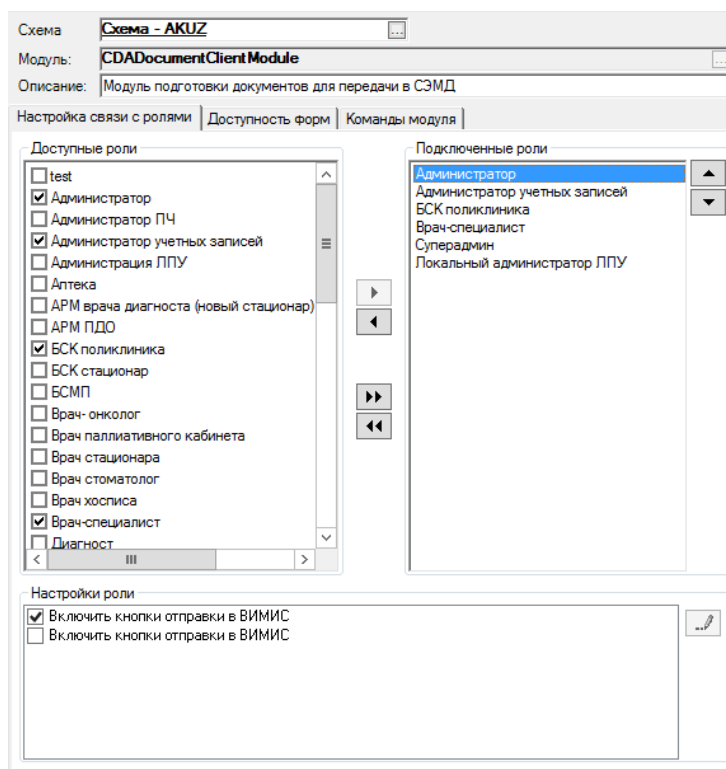 Схема Схема - AKUZ ...
Модуль: CDADocumentClientModule ...
Описание: Модуль подготовки документов для передачи в СЭМД
Настройка связи с ролями Доступность форм Команды модуля
Доступные роли
test
Администратор
Администратор ПЧ
Администратор учетных записей
Администрация ЛПУ
Аптека
АРМ врача диагноста (новый стационар)
АРМ ПДО
БСК поликлиника
БСК стационар
БСМП
Врач- онколог
Врач паллиативного кабинета
Врач стационара
Врач стоматолог
Врач хосписа
Врач-специалист
Диагност
Подключенные роли
Администратор
Администратор учетных записей
БСК поликлиника
Врач-специалист
Суперадмин
Локальный администратор ЛПУ
Настройки роли
Включить кнопки отправки в ВИМИС
Включить кнопки отправки в ВИМИС